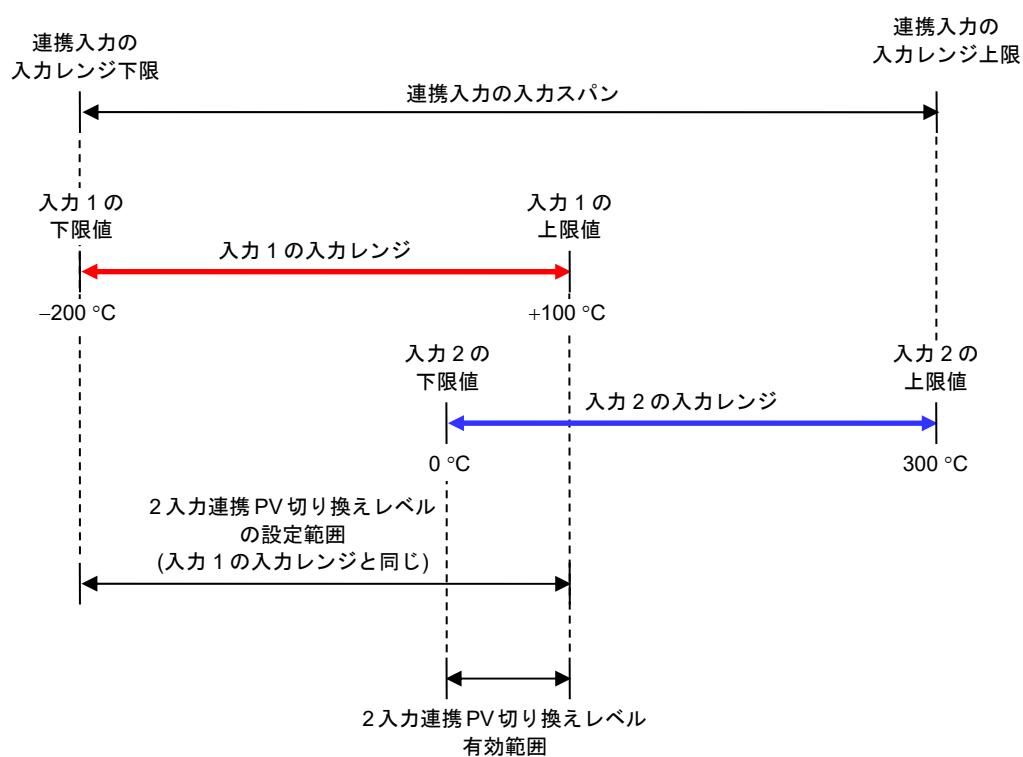 連携入力の
入力レンジ下限
連携入力の
入力レンジ上限
連携入力の入力スパン
入力 1 の
下限値
入力 1 の
上限値
入力 1 の入力レンジ
−200 °C
+100 °C
入力 2 の
下限値
入力 2 の
上限値
入力 2 の入力レンジ
0 °C
300 °C
2 入力連携 PV 切り換えレベル
の設定範囲
(入力 1 の入力レンジと同じ)
2 入力連携 PV 切り換えレベル
有効範囲